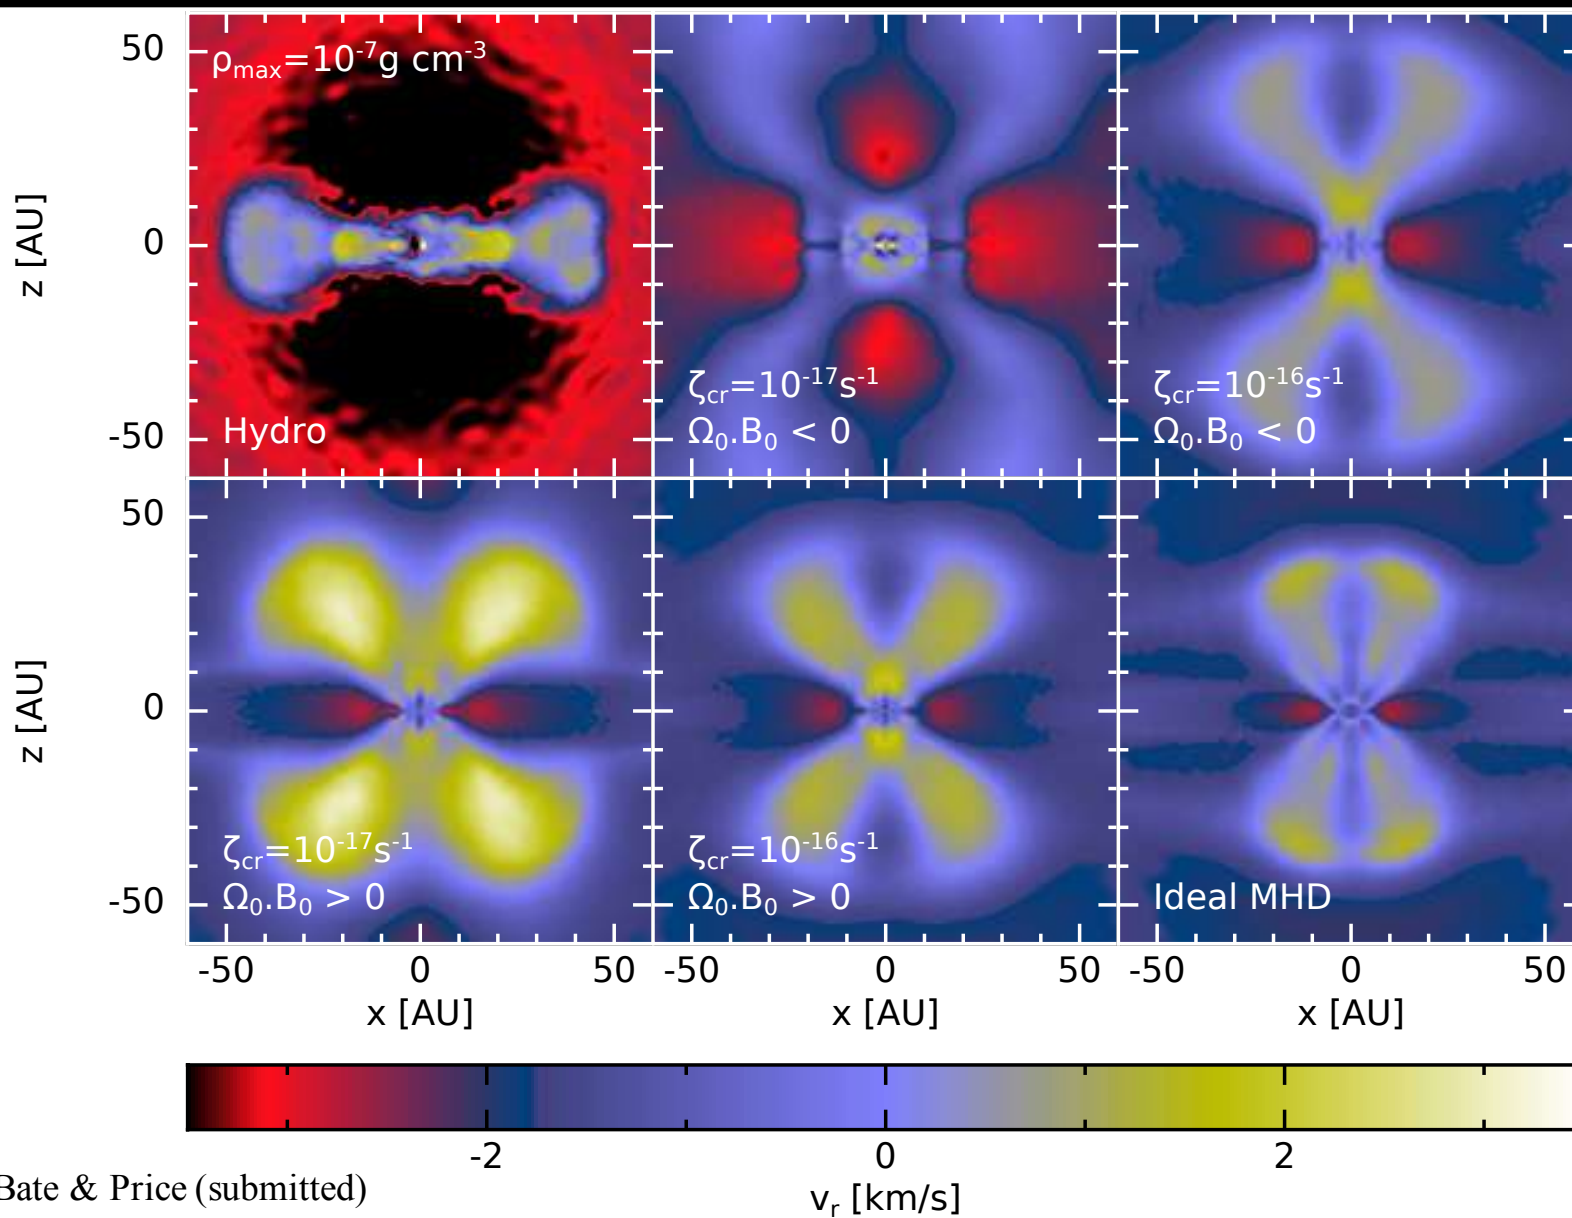 50
0
-50
z [AU]
ρmax=10-7g cm-3
Hydro
ζcr=10-17s-1
Ω0.B0 < 0
ζcr=10-16s-1
Ω0.B0 < 0
50
0
-50
z [AU]
ζcr=10-17s-1
Ω0.B0 > 0
ζcr=10-16s-1
Ω0.B0 > 0
Ideal MHD
-50 0 50 -50 0 50 -50 0 50
x [AU] x [AU] x [AU]
-2 0 2
vr [km/s]
Bate & Price (submitted)